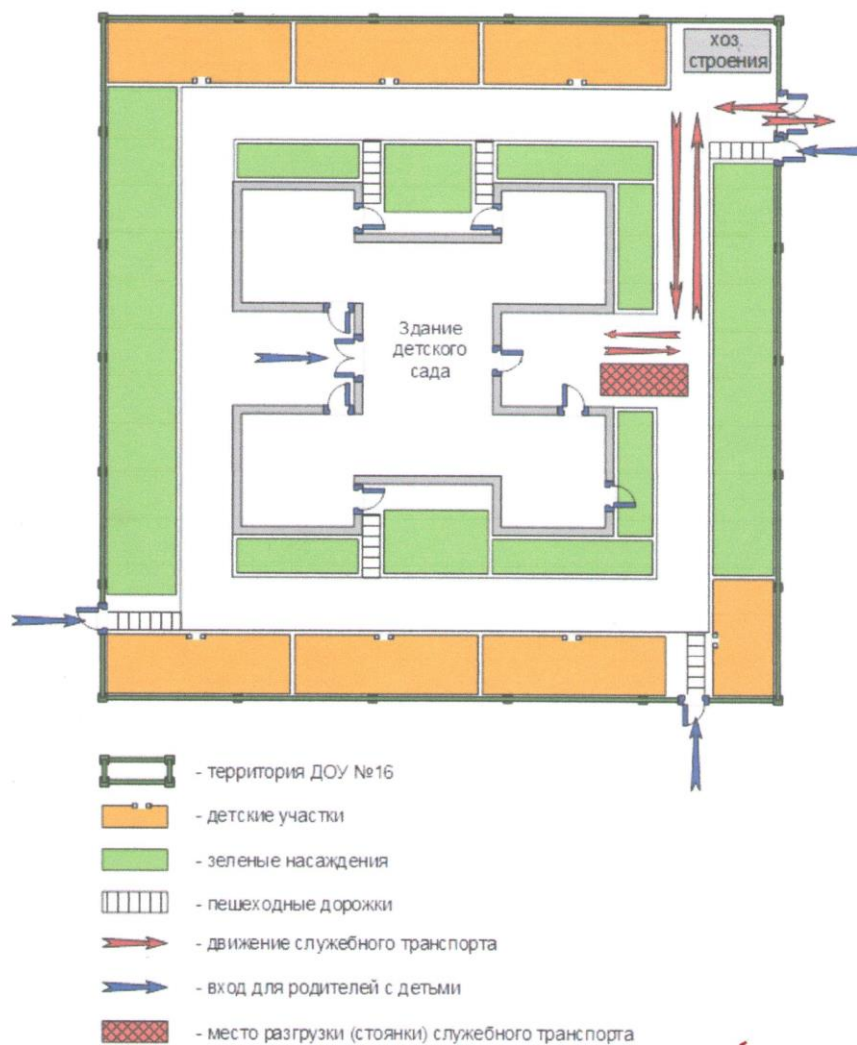 хоз.
строения
Здание
детского
сада
- территория ДОУ №16
- детские участки
- зеленые насаждения
- пешеходные дорожки
- движение служебного транспорта
- вход для родителей с детьми
- место разгрузки (стоянки) служебного транспорта